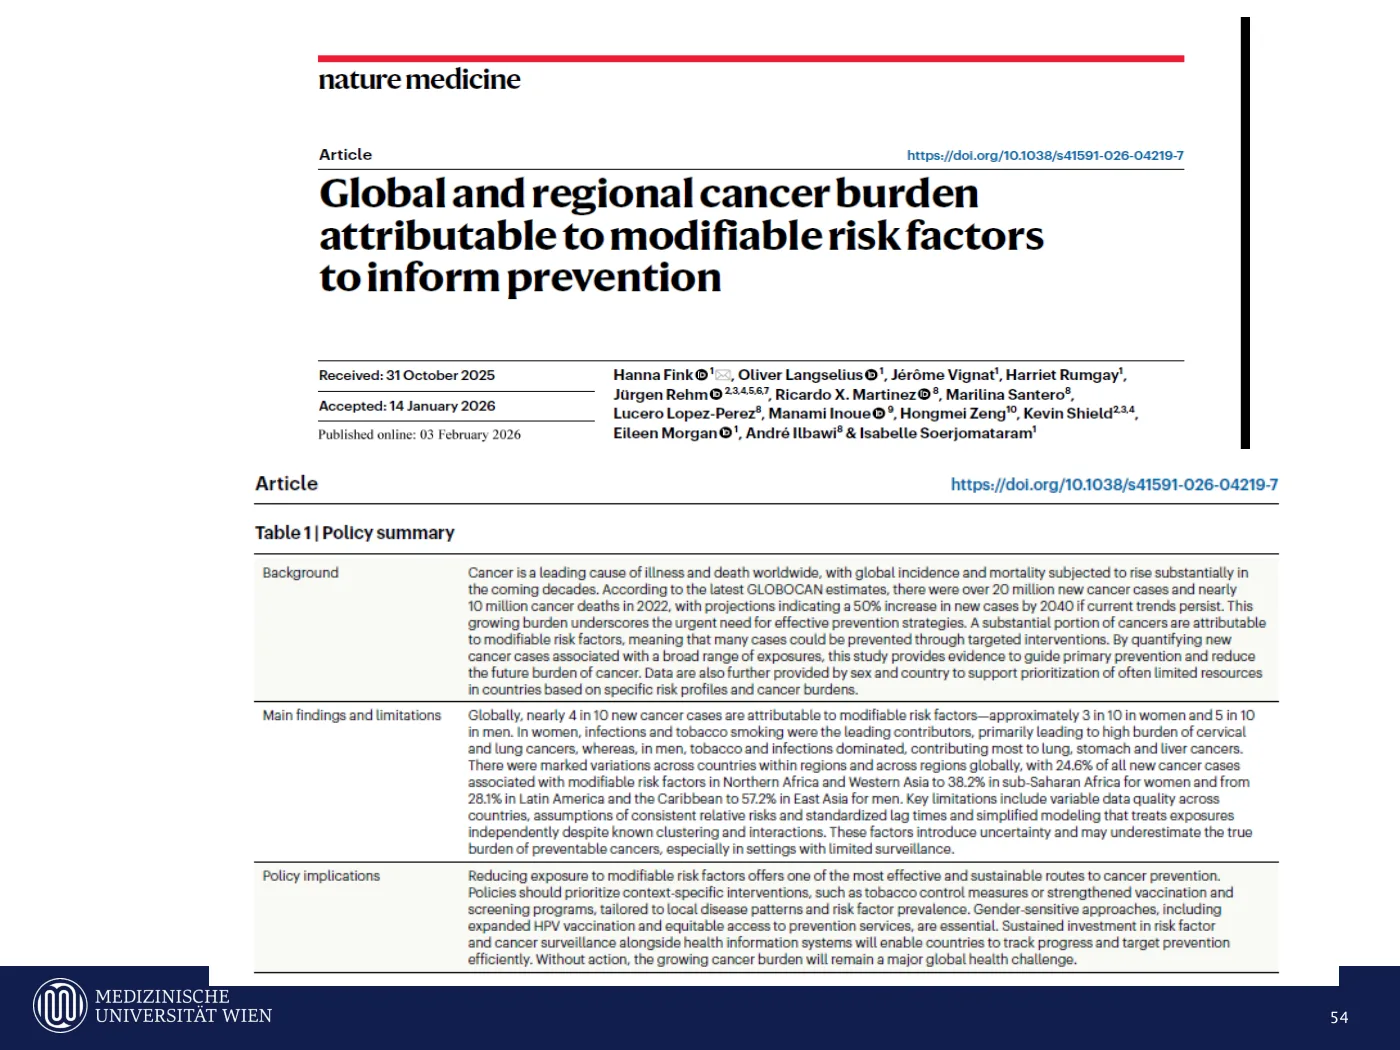 nature medicine
Article
https://doi.org/10.1038/s41591-026-04219-7
Global and regional cancer burden
attributable to modifiable risk factors
to inform prevention
Received: 31 October 2025
Accepted: 14 January 2026
Published online: 03 February 2026
Hanna Fink 1, Oliver Langselius 1, Jérôme Vignat1, Harriet Rumgay1,
Jürgen Rehm 2,3,4,5,6,7, Ricardo X. Martinez 8, Marilina Santero8,
Lucero Lopez-Perez8, Manami Inoue 9, Hongmei Zeng10, Kevin Shield2,3,4,
Eileen Morgan 1, André Ilbawi8 & Isabelle Soerjomataram1
Article
https://doi.org/10.1038/s41591-026-04219-7
Table 1 | Policy summary
Background
Cancer is a leading cause of illness and death worldwide, with global incidence and mortality subjected to rise substantially in
the coming decades. According to the latest GLOBOCAN estimates, there were over 20 million new cancer cases and nearly
10 million cancer deaths in 2022, with projections indicating a 50% increase in new cases by 2040 if current trends persist. This
growing burden underscores the urgent need for effective prevention strategies. A substantial portion of cancers are attributable
to modifiable risk factors, meaning that many cases could be prevented through targeted interventions. By quantifying new
cancer cases associated with a broad range of exposures, this study provides evidence to guide primary prevention and reduce
the future burden of cancer. Data are also further provided by sex and country to support prioritization of often limited resources
in countries based on specific risk profiles and cancer burdens.
Main findings and limitations
Globally, nearly 4 in 10 new cancer cases are attributable to modifiable risk factors—approximately 3 in 10 in women and 5 in 10
in men. In women, infections and tobacco smoking were the leading contributors, primarily leading to high burden of cervical
and lung cancers, whereas, in men, tobacco and infections dominated, contributing most to lung, stomach and liver cancers.
There were marked variations across countries within regions and across regions globally, with 24.6% of all new cancer cases
associated with modifiable risk factors in Northern Africa and Western Asia to 38.2% in sub-Saharan Africa for women and from
28.1% in Latin America and the Caribbean to 57.2% in East Asia for men. Key limitations include variable data quality across
countries, assumptions of consistent relative risks and standardized lag times and simplified modeling that treats exposures
independently despite known clustering and interactions. These factors introduce uncertainty and may underestimate the true
burden of preventable cancers, especially in settings with limited surveillance.
Policy implications
Reducing exposure to modifiable risk factors offers one of the most effective and sustainable routes to cancer prevention.
Policies should prioritize context-specific interventions, such as tobacco control measures or strengthened vaccination and
screening programs, tailored to local disease patterns and risk factor prevalence. Gender-sensitive approaches, including
expanded HPV vaccination and equitable access to prevention services, are essential. Sustained investment in risk factor
and cancer surveillance alongside health information systems will enable countries to track progress and target prevention
efficiently. Without action, the growing cancer burden will remain a major global health challenge.
MEDIZINISCHE
UNIVERSITÄT WIEN
54